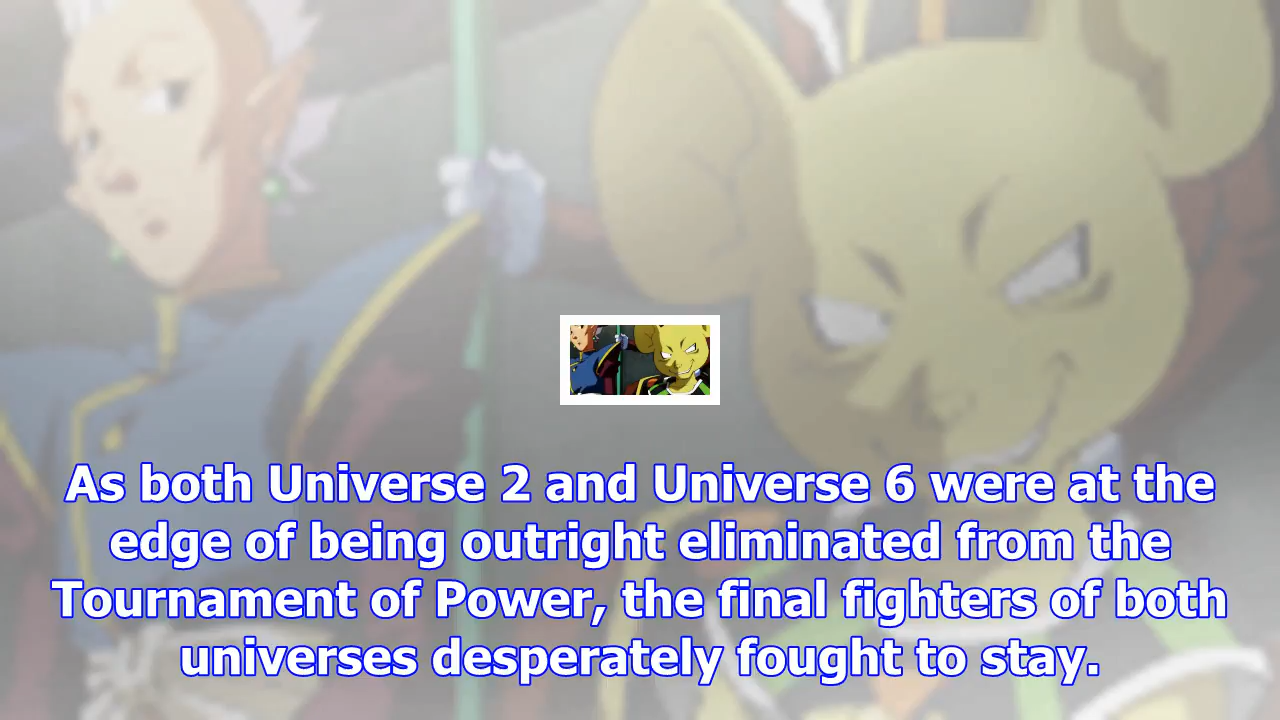 As both Universe 2 and Universe 6 were at the
edge of being outright eliminated from the
Tournament of Power, the final fighters of both
universes desperately fought to stay.